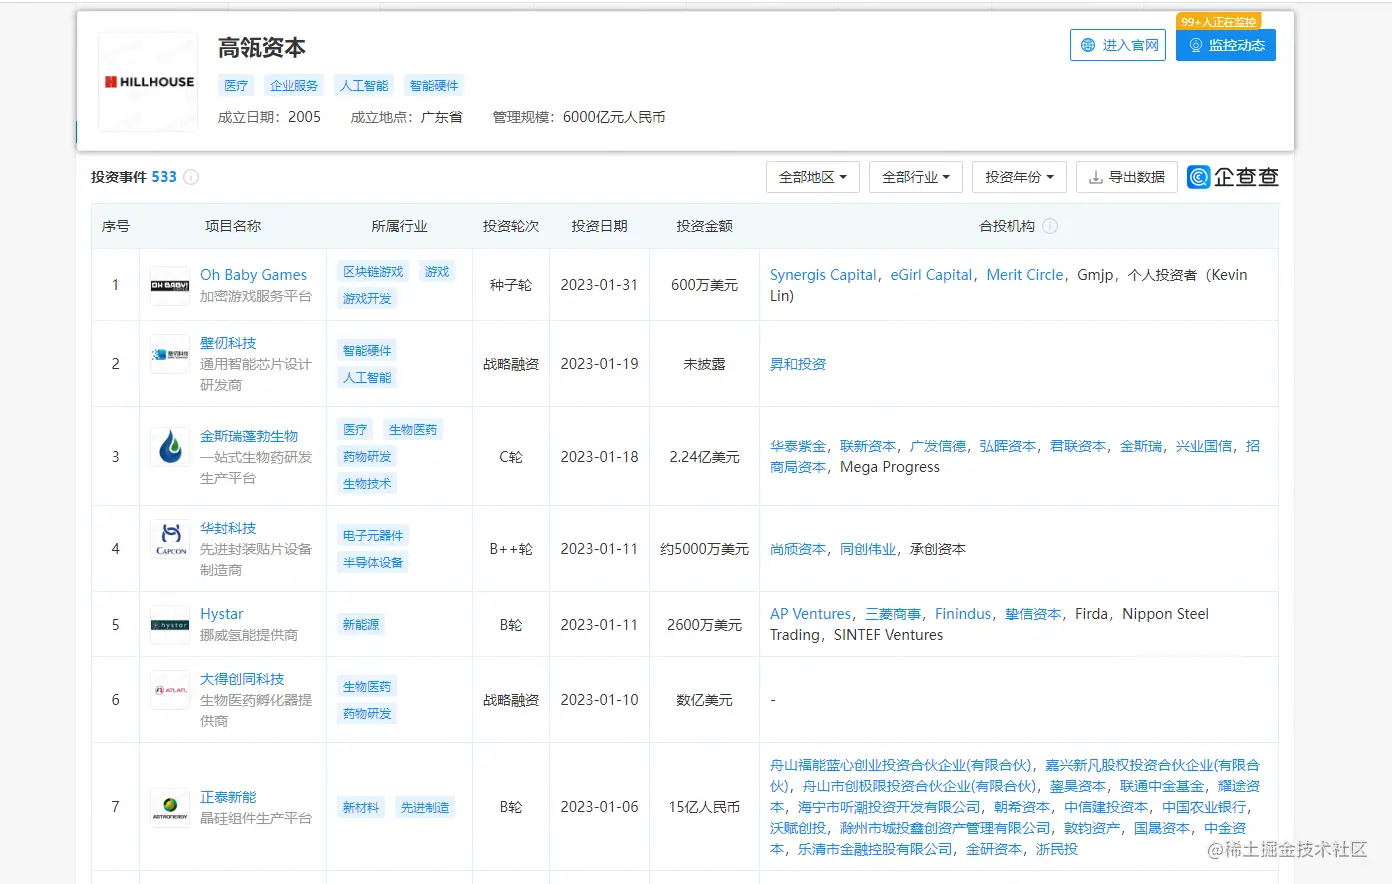 99+人正在监控
高瓴资本
进入官网
监控动态
HILLHOUSE
医疗 企业服务 人工智能 智能硬件
成立日期：2005 成立地点：广东省 管理规模：6000亿元人民币
投资事件 533
全部地区 全部行业 投资年份 导出数据 企查查
序号 项目名称 所属行业 投资轮次 投资日期 投资金额 合投机构
1
OH BABY!
Oh Baby Games
加密游戏服务平台
区块链游戏 游戏
游戏开发
种子轮
2023-01-31
600万美元
Synergis Capital，eGirl Capital，Merit Circle，Gmjp，个人投资者（Kevin
Lin)
2
壁仞科技
壁仞科技
通用智能芯片设计
研发商
智能硬件
人工智能
战略融资
2023-01-19
未披露
昇和投资
3
金斯瑞蓬勃生物
一站式生物药研发
生产平台
医疗 生物医药
药物研发
生物技术
C轮
2023-01-18
2.24亿美元
华泰紫金，联新资本，广发信德，弘晖资本，君联资本，金斯瑞，兴业国信，招
商局资本，Mega Progress
4
CAPCON
华封科技
先进封装贴片设备
制造商
电子元器件
半导体设备
B++轮
2023-01-11
约5000万美元
尚颀资本，同创伟业，承创资本
5
hystar
Hystar
挪威氢能提供商
新能源
B轮
2023-01-11
2600万美元
AP Ventures，三菱商事，Finindus，挚信资本，Firda，Nippon Steel
Trading，SINTEF Ventures
6
ATLATL
大得创同科技
生物医药孵化器提
供商
生物医药
药物研发
战略融资
2023-01-10
数亿美元
-
7
ASTRONERGY
正泰新能
晶硅组件生产平台
新材料 先进制造
B轮
2023-01-06
15亿人民币
舟山福能蓝心创业投资合伙企业(有限合伙)，嘉兴新凡股权投资合伙企业(有限合
伙)，舟山市创极限投资合伙企业(有限合伙)，鋆昊资本，联通中金基金，耀途资
本，海宁市听潮投资开发有限公司，朝希资本，中信建投资本，中国农业银行，
沃赋创投，滁州市城投鑫创资产管理有限公司，敦钧资产，国晟资本，中金资
本，乐清市金融控股有限公司，金研资本，浙民投
@稀土掘金技术社区